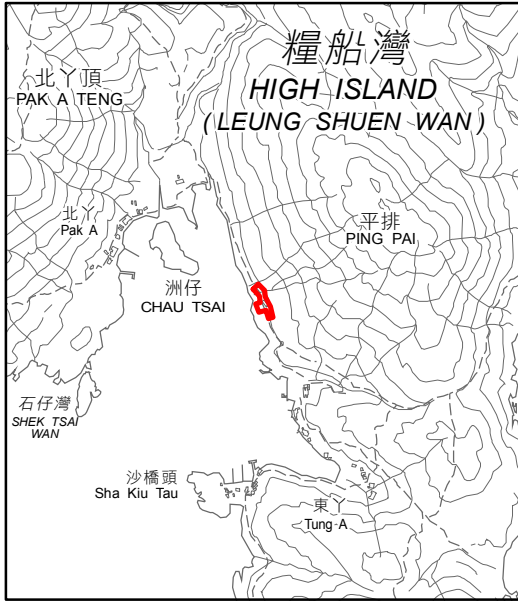 糧船灣
HIGH ISLAND
( LEUNG SHUEN WAN )
北丫頂
PAK A TENG
北丫
Pak A
平排
PING PAI
洲仔
CHAU TSAI
石仔灣
SHEK TSAI
WAN
沙橋頭
Sha Kiu Tau
東丫
Tung-A